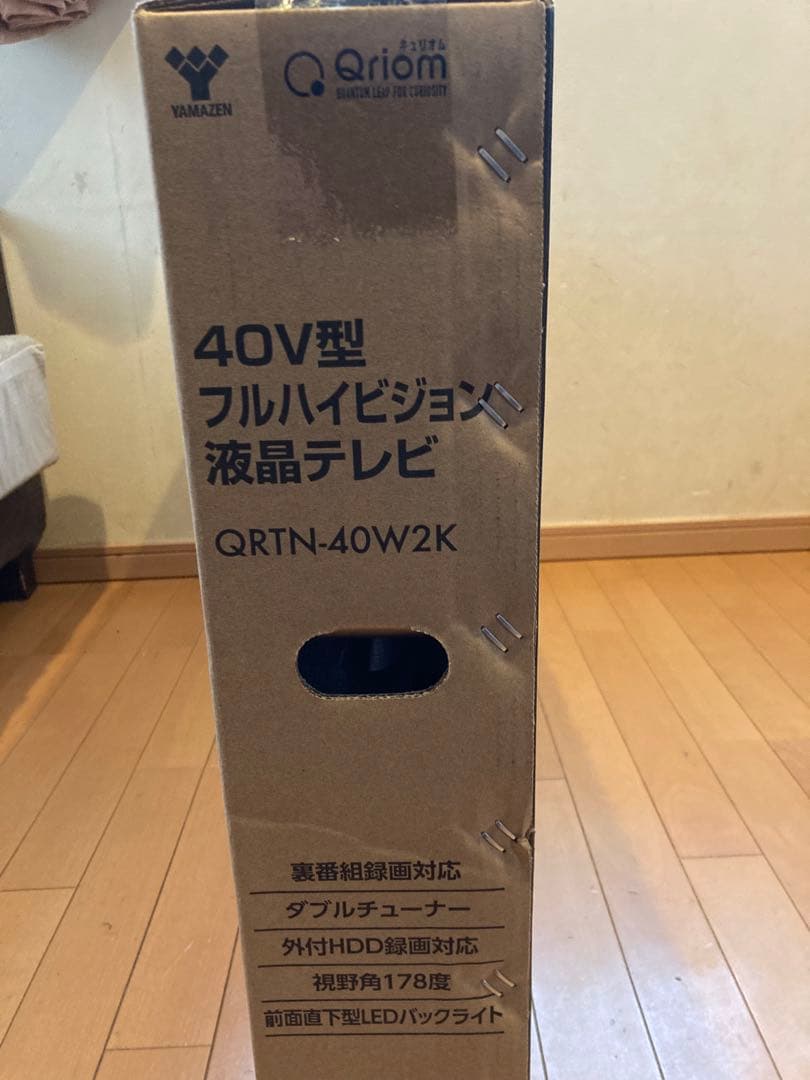 YAMAZEN
キュリオム
Qriom
QUANTUM LEAP FOR CURIOSITY
40V型
フルハイビジョン
液晶テレビ
QRTN-40W2K
裏番組録画対応
ダブルチューナー
外付HDD録画対応
視野角178度
前面直下型LEDバックライト